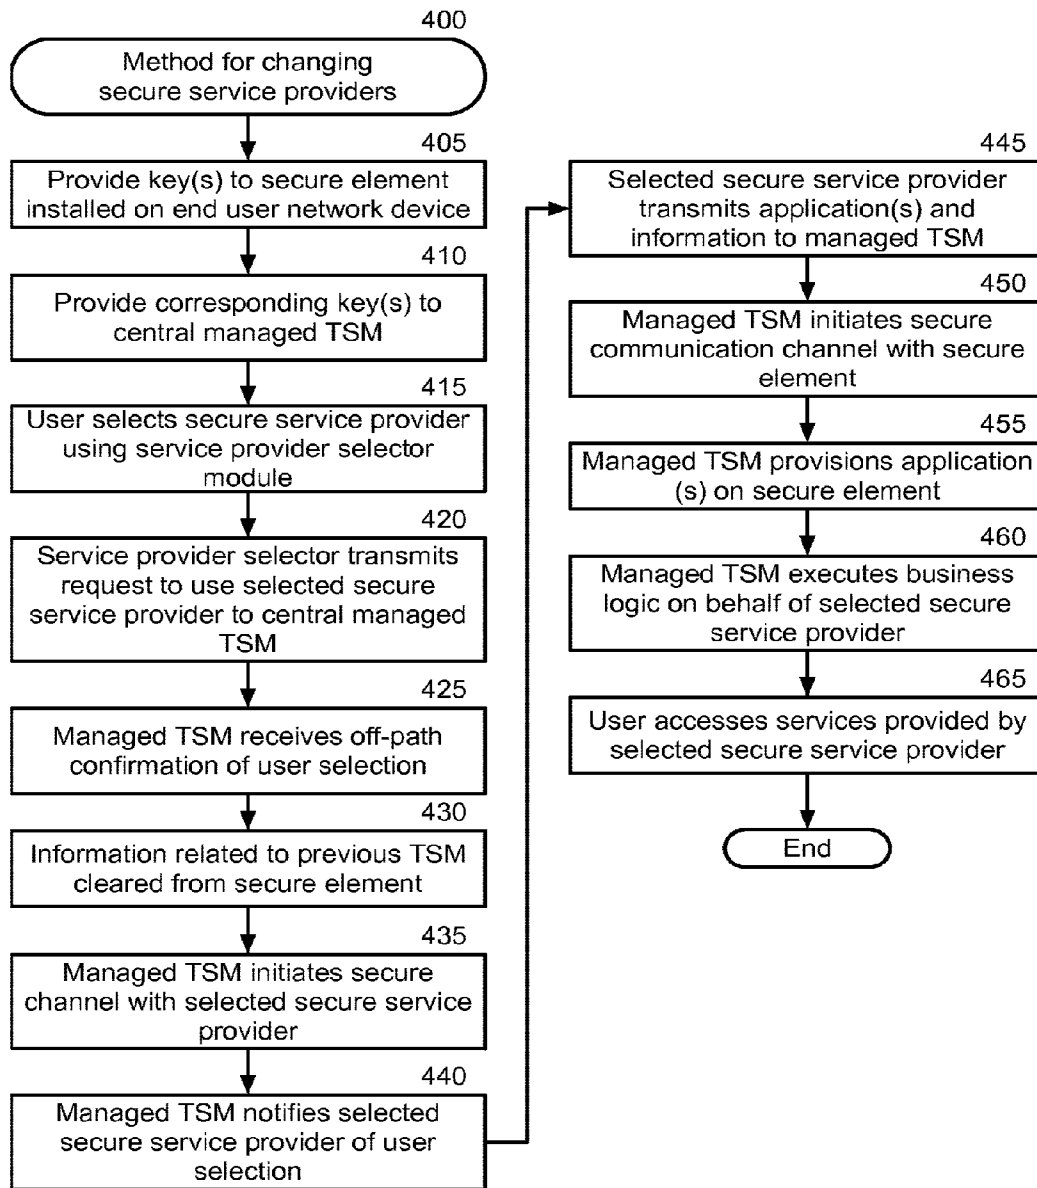 400
Method for changing
secure service providers
405
Provide key(s) to secure element
installed on end user network device
410
Provide corresponding key(s) to
central managed TSM
415
User selects secure service provider
using service provider selector
module
420
Service provider selector transmits
request to use selected secure
service provider to central managed
TSM
425
Managed TSM receives off-path
confirmation of user selection
430
Information related to previous TSM
cleared from secure element
435
Managed TSM initiates secure
channel with selected secure service
provider
440
Managed TSM notifies selected
secure service provider of user
selection
445
Selected secure service provider
transmits application(s) and
information to managed TSM
450
Managed TSM initiates secure
communication channel with secure
element
455
Managed TSM provisions application
(s) on secure element
460
Managed TSM executes business
logic on behalf of selected secure
service provider
465
User accesses services provided by
selected secure service provider
End